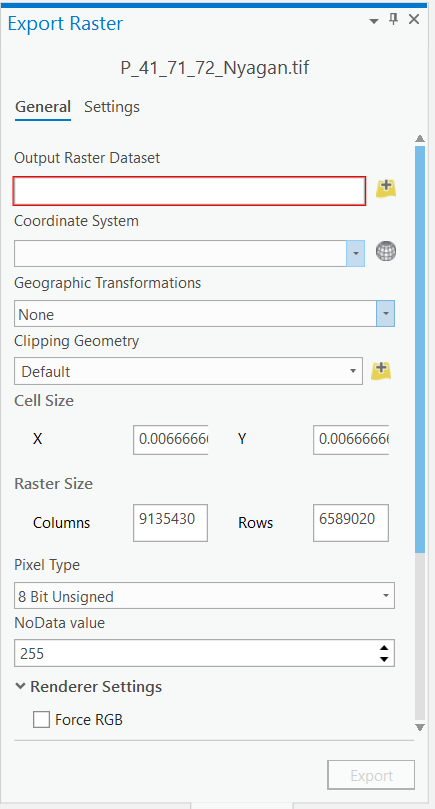 Export Raster
P_41_71_72_Nyagan.tif
General Settings
Output Raster Dataset
Coordinate System
Geographic Transformations
None
Clipping Geometry
Default
Cell Size
X 0.00666666 Y 0.00666666
Raster Size
Columns 9135430 Rows 6589020
Pixel Type
8 Bit Unsigned
NoData value
255
Renderer Settings
Force RGB
Export